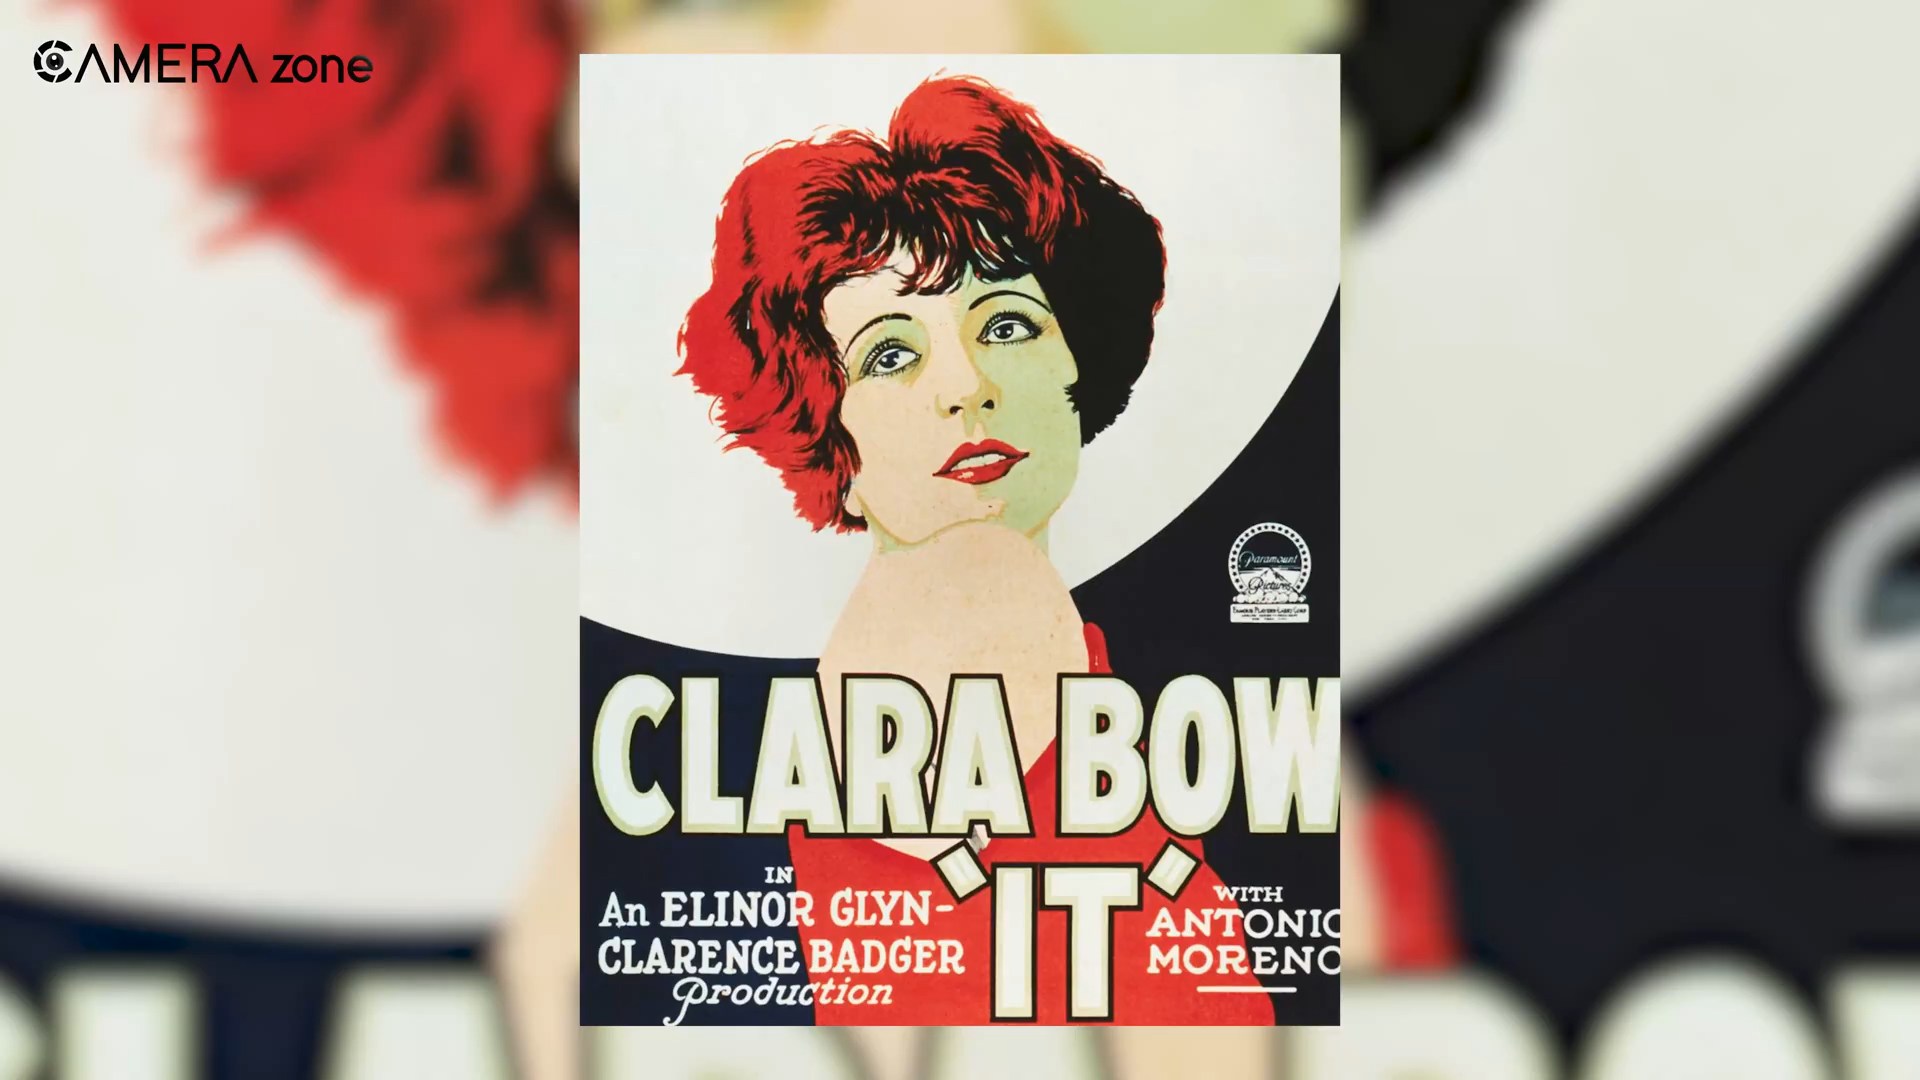 CAMERA zone
Paramount
Pictures
CLARA BOW
IN
An ELINOR GLYN-
CLARENCE BADGER
Production
"IT"
WITH
ANTONIO
MORENO